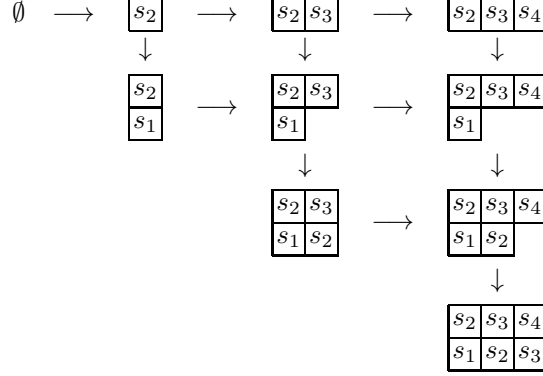 ∅ ⟶ s₂ ⟶ s₂ s₃ ⟶ s₂ s₃ s₄
↓ ↓ ↓
s₂ ⟶ s₂ s₃ ⟶ s₂ s₃ s₄
s₁ s₁ s₁
↓ ↓
s₂ s₃ ⟶ s₂ s₃ s₄
s₁ s₂ s₁ s₂
↓
s₂ s₃ s₄
s₁ s₂ s₃